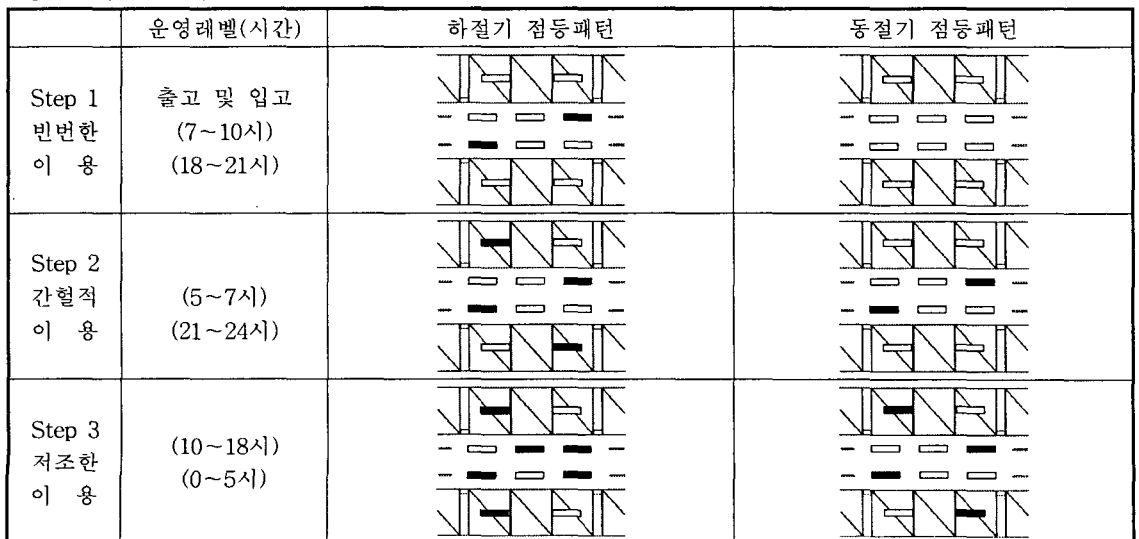 운영레벨(시간) 하절기 점등패턴 동절기 점등패턴
Step 1
빈번한
이 용
출고 및 입고
(7~10시)
(18~21시)
Step 2
간헐적
이 용
(5~7시)
(21~24시)
Step 3
저조한
이 용
(10~18시)
(0~5시)